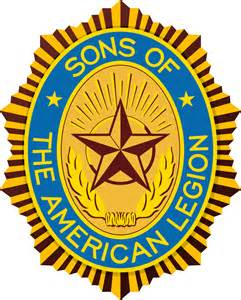 SONS OF
THE AMERICAN LEGION